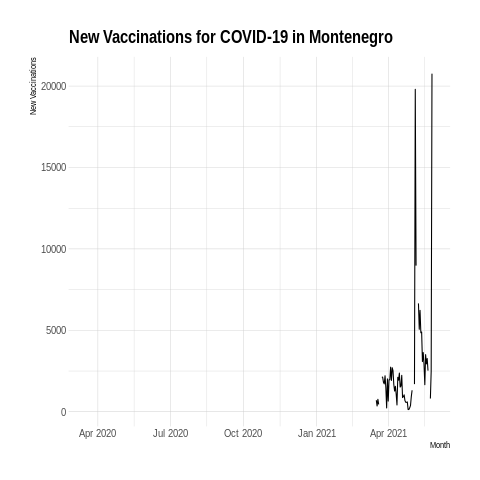 New Vaccinations for COVID-19 in Montenegro
New Vaccinations
20000
15000
10000
5000
0
Apr 2020 Jul 2020 Oct 2020 Jan 2021 Apr 2021
Month